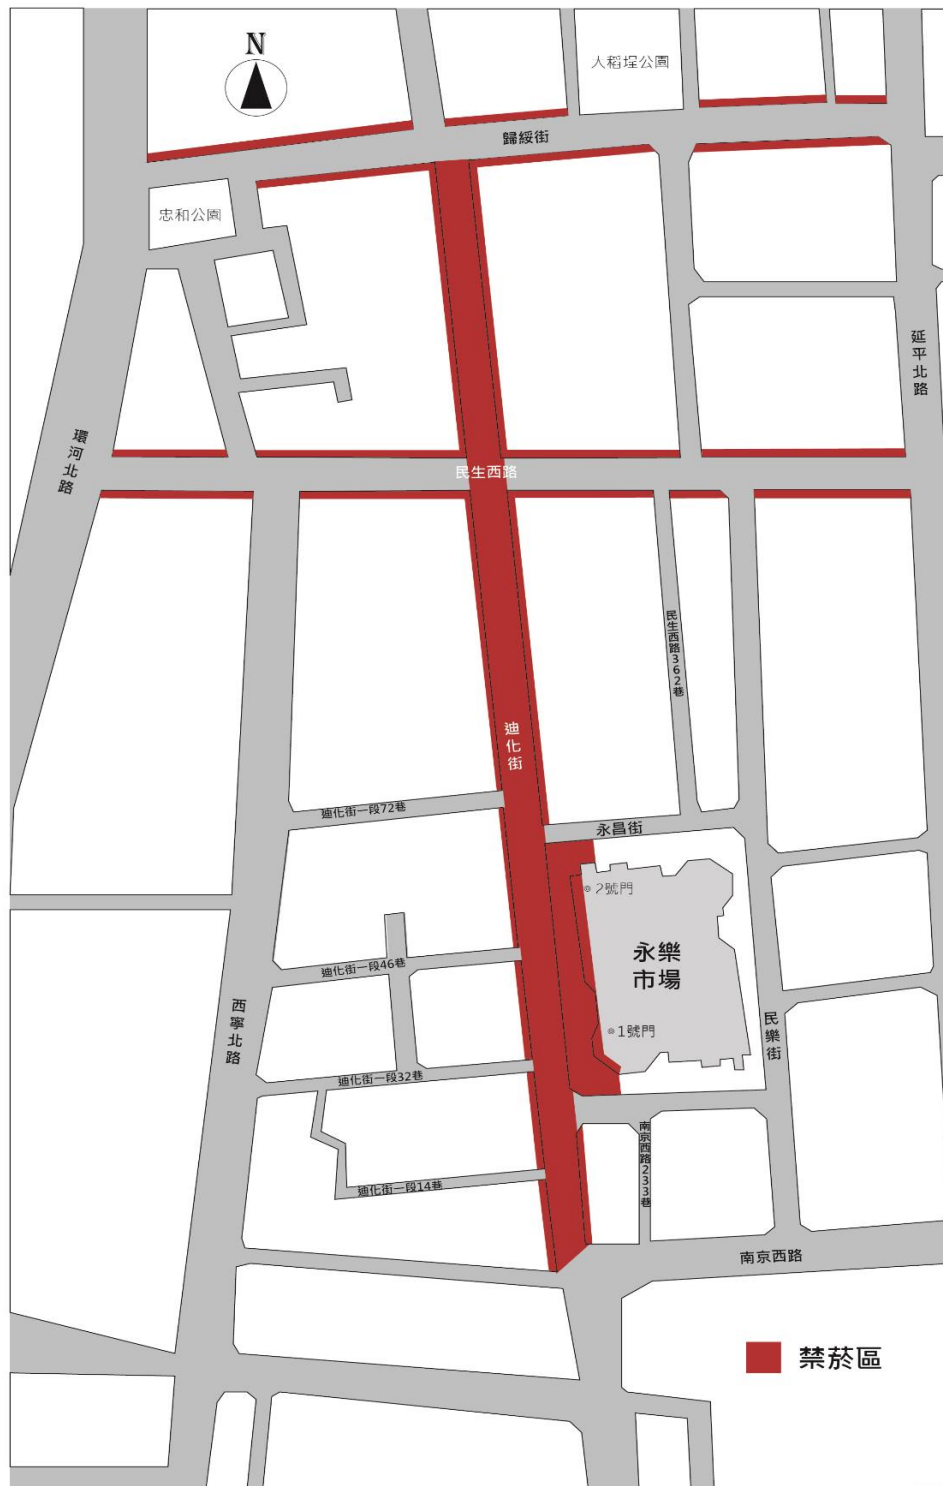 N
人稻埕公園
歸綏街
忠和公園
延平北路
環河北路
民生西路
民生西路362巷
迪化街
迪化街一段72巷
永昌街
2號門
永樂
市場
迪化街一段46巷
西寧北路
1號門
民樂街
迪化街一段32巷
南京西路233巷
迪化街一段14巷
南京西路
禁菸區